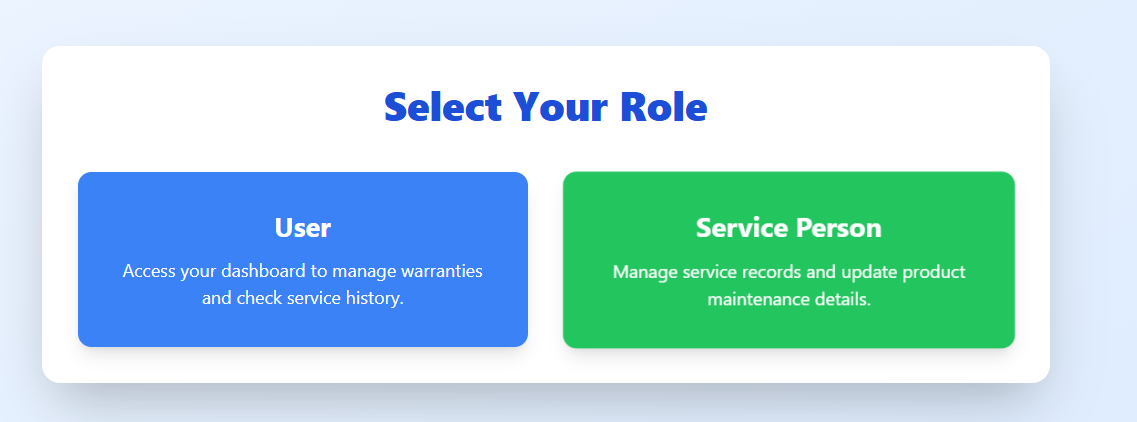 Select Your Role
User
Access your dashboard to manage warranties
and check service history.
Service Person
Manage service records and update product
maintenance details.